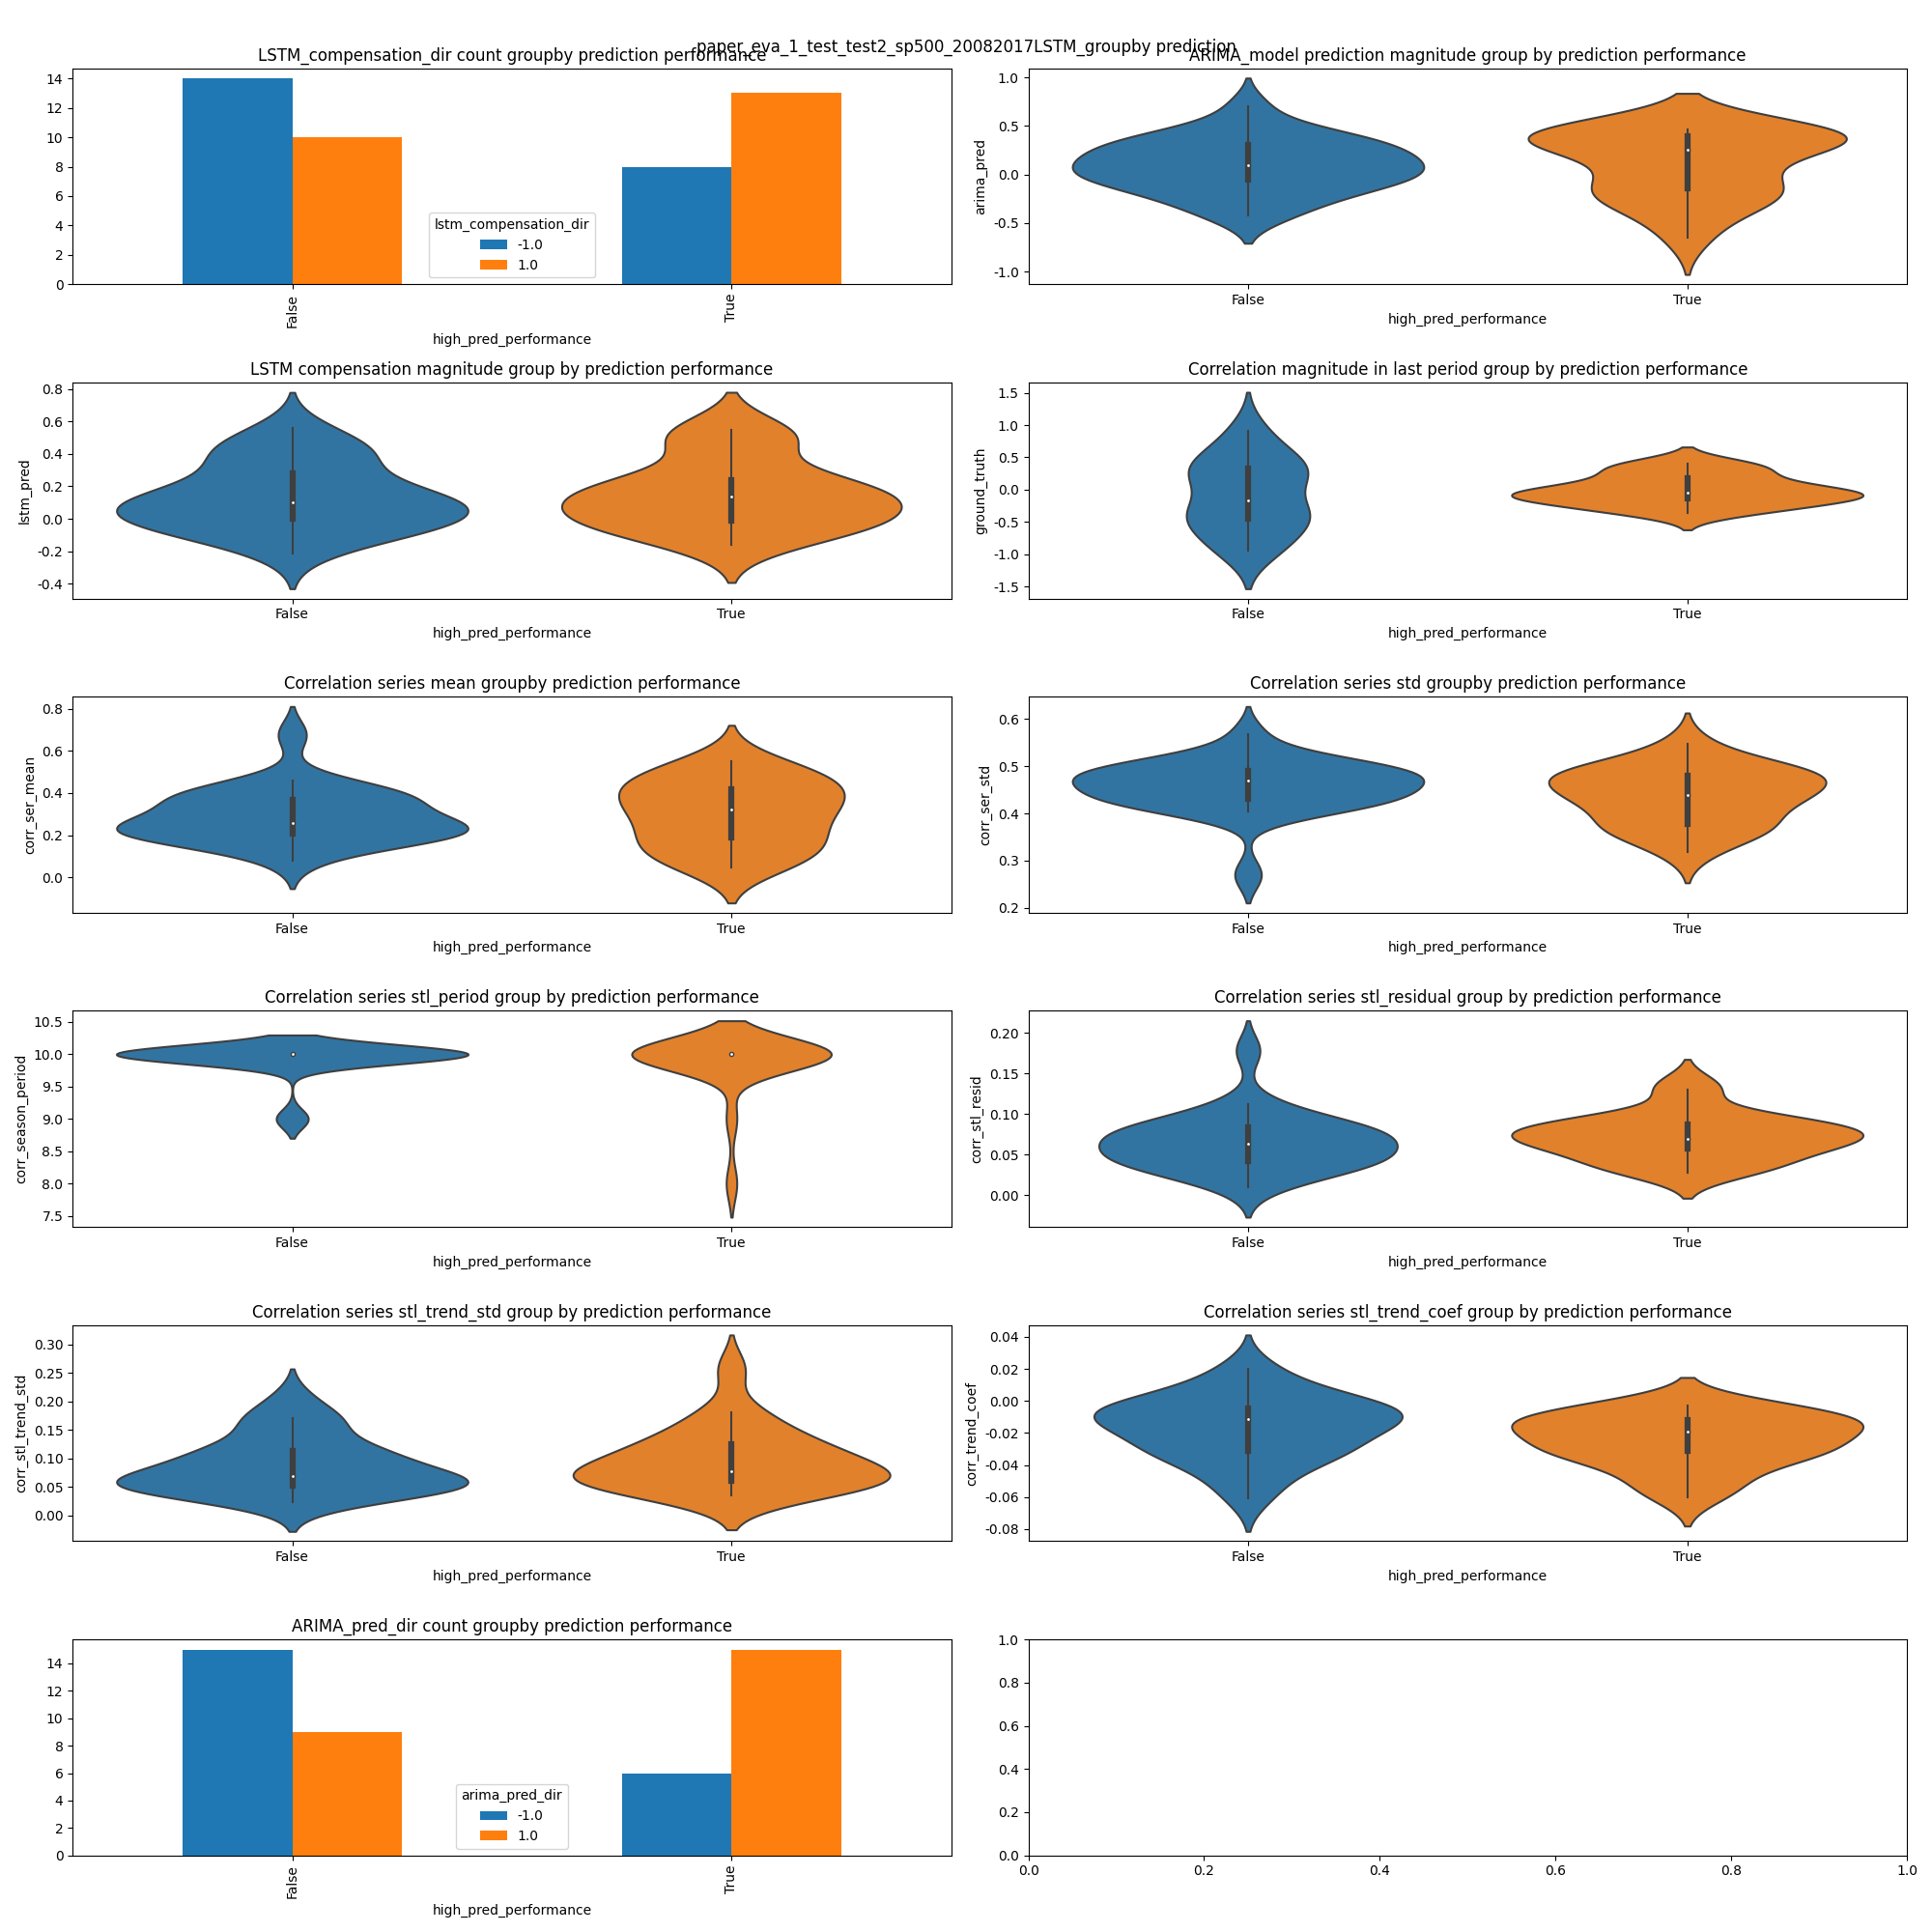 paper_eva_1_test_test2_sp500_20082017LSTM_groupby prediction
LSTM_compensation_dir count groupby prediction performance
14
12
10
8
6
4
2
0
lstm_compensation_dir
-1.0
1.0
False
True
high_pred_performance
ARIMA_model prediction magnitude group by prediction performance
arima_pred
1.0
0.5
0.0
-0.5
-1.0
False
True
high_pred_performance
LSTM compensation magnitude group by prediction performance
lstm_pred
0.8
0.6
0.4
0.2
0.0
-0.2
-0.4
False
True
high_pred_performance
Correlation magnitude in last period group by prediction performance
ground_truth
1.5
1.0
0.5
0.0
-0.5
-1.0
-1.5
False
True
high_pred_performance
Correlation series mean groupby prediction performance
corr_ser_mean
0.8
0.6
0.4
0.2
0.0
False
True
high_pred_performance
Correlation series std groupby prediction performance
corr_ser_std
0.6
0.5
0.4
0.3
0.2
False
True
high_pred_performance
Correlation series stl_period group by prediction performance
corr_season_period
10.5
10.0
9.5
9.0
8.5
8.0
7.5
False
True
high_pred_performance
Correlation series stl_residual group by prediction performance
corr_stl_resid
0.20
0.15
0.10
0.05
0.00
False
True
high_pred_performance
Correlation series stl_trend_std group by prediction performance
corr_stl_trend_std
0.30
0.25
0.20
0.15
0.10
0.05
0.00
False
True
high_pred_performance
Correlation series stl_trend_coef group by prediction performance
corr_trend_coef
0.04
0.02
0.00
-0.02
-0.04
-0.06
-0.08
False
True
high_pred_performance
ARIMA_pred_dir count groupby prediction performance
14
12
10
8
6
4
2
0
arima_pred_dir
-1.0
1.0
False
True
high_pred_performance
1.0
0.8
0.6
0.4
0.2
0.0
0.0
0.2
0.4
0.6
0.8
1.0